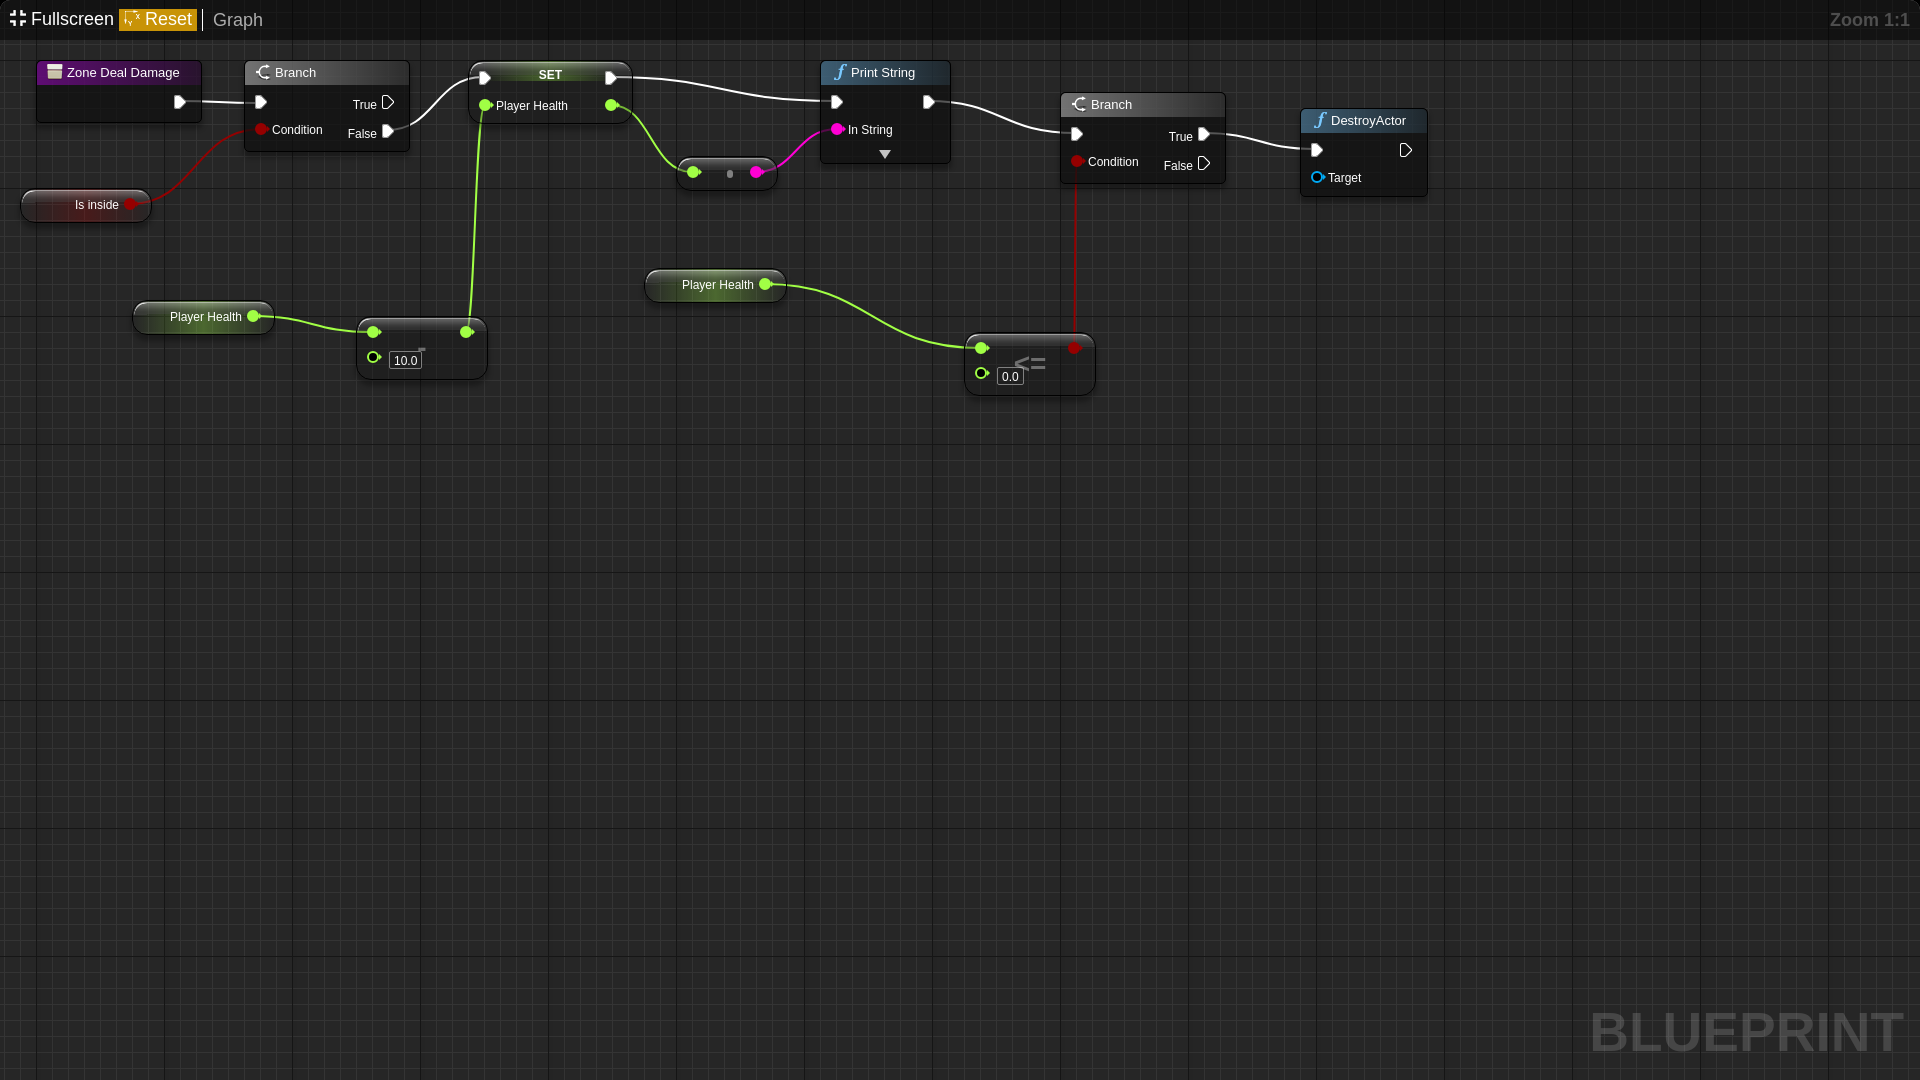 Fullscreen Reset Graph Zoom 1:1
Zone Deal Damage
Branch
True
Condition
False
SET
Player Health
Print String
In String
Branch
True
Condition
False
DestroyActor
Target
Is inside
Player Health
-
10.0
Player Health
<=
0.0
BLUEPRINT